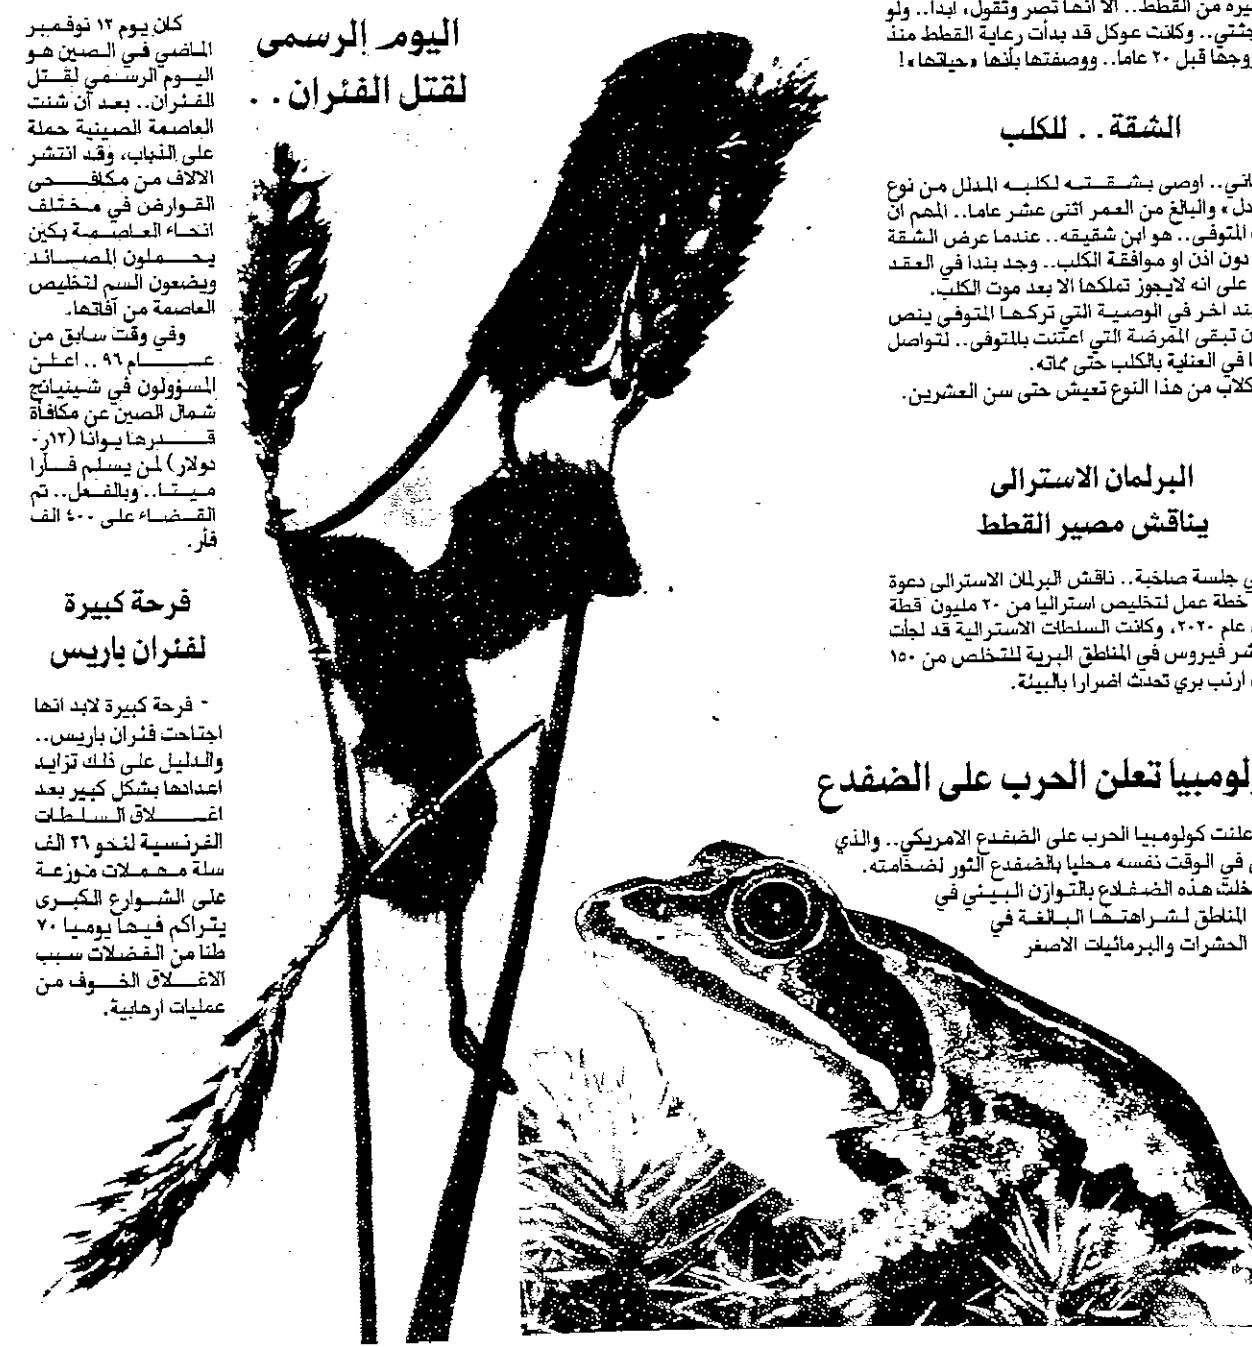 من القطط.. الا انها تصر وتقول، ابدا.. ولو
جثتي.. وكانت عوكل قد بدأت رعاية القطط منذ
قبل ٢٠ عاما.. ووصفتها بأنها «حياتها»!
الشقة.. للكلب
اوصى بشقته لكلبه المدلل من نوع
والبالغ من العمر اثنى عشر عاما.. المهم ان
المتوفى.. هو ابن شقيقه.. عندما عرض الشقة
دون اذن او موافقة الكلب.. وجد بندا في العقد
على انه لايجوز تملكها الا بعد موت الكلب.
اخر في الوصية التي تركها المتوفى ينص
تبقى الممرضة التي اعتنت بالمتوفى.. لتواصل
في العناية بالكلب حتى مماته.
من هذا النوع تعيش حتى سن العشرين.
البرلمان الاسترالى
يناقش مصير القطط
جلسة صاخبة.. ناقش البرلمان الاسترالى دعوة
خطة عمل لتخليص استراليا من ٢٠ مليون قطة
عام ٢٠٢٠، وكانت السلطات الاسترالية قد لجأت
فيروس في المناطق البرية للتخلص من ١٥٠
ارنب بري تحدث اضرارا بالبيئة.
تعلن الحرب على الضفدع
كولومبيا الحرب على الضفدع الامريكي.. والذي
في الوقت نفسه محليا بالضفدع الثور لضخامته.
هذه الضفادع بالتوازن البيئي في
المناطق لشراهتها البالغة في
الحشرات والبرمائيات الاصغر
اليوم الرسمى
لقتل الفئران..
كان يوم ١٢ نوفمبر
الماضي في الصين هو
اليوم الرسمي لقتل
الفئران.. بعد أن شنت
العاصمة الصينية حملة
على الذباب، وقد انتشر
الالاف من مكافحى
القوارض في مختلف
انحاء العاصمة بكين
يحملون المصائد
ويضعون السم لتخليص
العاصمة من آفاتها.
وفي وقت سابق من
عام ٩٦.. اعلن
المسؤولون في شينيانج
شمال الصين عن مكافأة
قدرها يوانا (١٢ر٠
دولار) لمن يسلم فأرا
ميتا.. وبالفعل.. تم
القضاء على ٤٠٠ الف
فأر.
فرحة كبيرة
لفئران باريس
- فرحة كبيرة لابد انها
اجتاحت فئران باريس..
والدليل على ذلك تزايد
اعدادها بشكل كبير بعد
اغلاق السلطات
الفرنسية لنحو ٢٦ الف
سلة مهملات موزعة
على الشوارع الكبرى
يتراكم فيها يوميا ٧٠
طنا من الفضلات سبب
الاغلاق الخوف من
عمليات ارهابية.